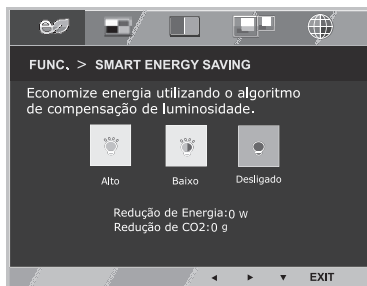 FUNC. > SMART ENERGY SAVING
Economize energia utilizando o algoritmo
de compensação de luminosidade.
Alto Baixo Desligado
Redução de Energia:0 W
Redução de CO2:0 g
EXIT